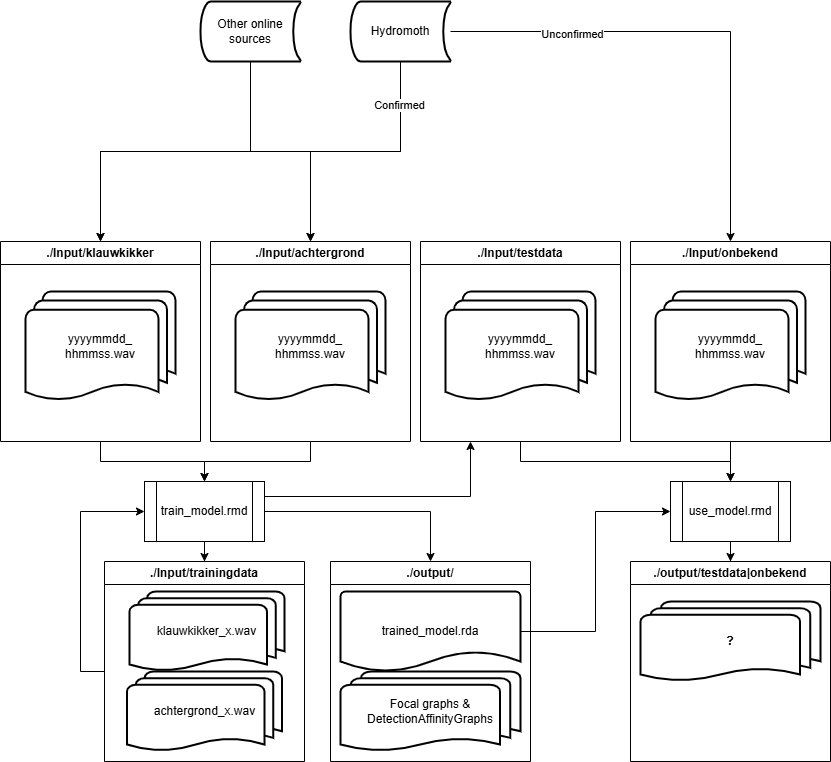 Other online
sources
Hydromoth
Unconfirmed
Confirmed
./Input/klauwkikker
./Input/achtergrond
./Input/testdata
./Input/onbekend
yyyymmdd_
hhmmss.wav
yyyymmdd_
hhmmss.wav
yyyymmdd_
hhmmss.wav
yyyymmdd_
hhmmss.wav
train_model.rmd
use_model.rmd
./Input/trainingdata
./output/
./output/testdata|onbekend
klauwkikker_x.wav
trained_model.rda
?
achtergrond_x.wav
Focal graphs &
DetectionAffinityGraphs